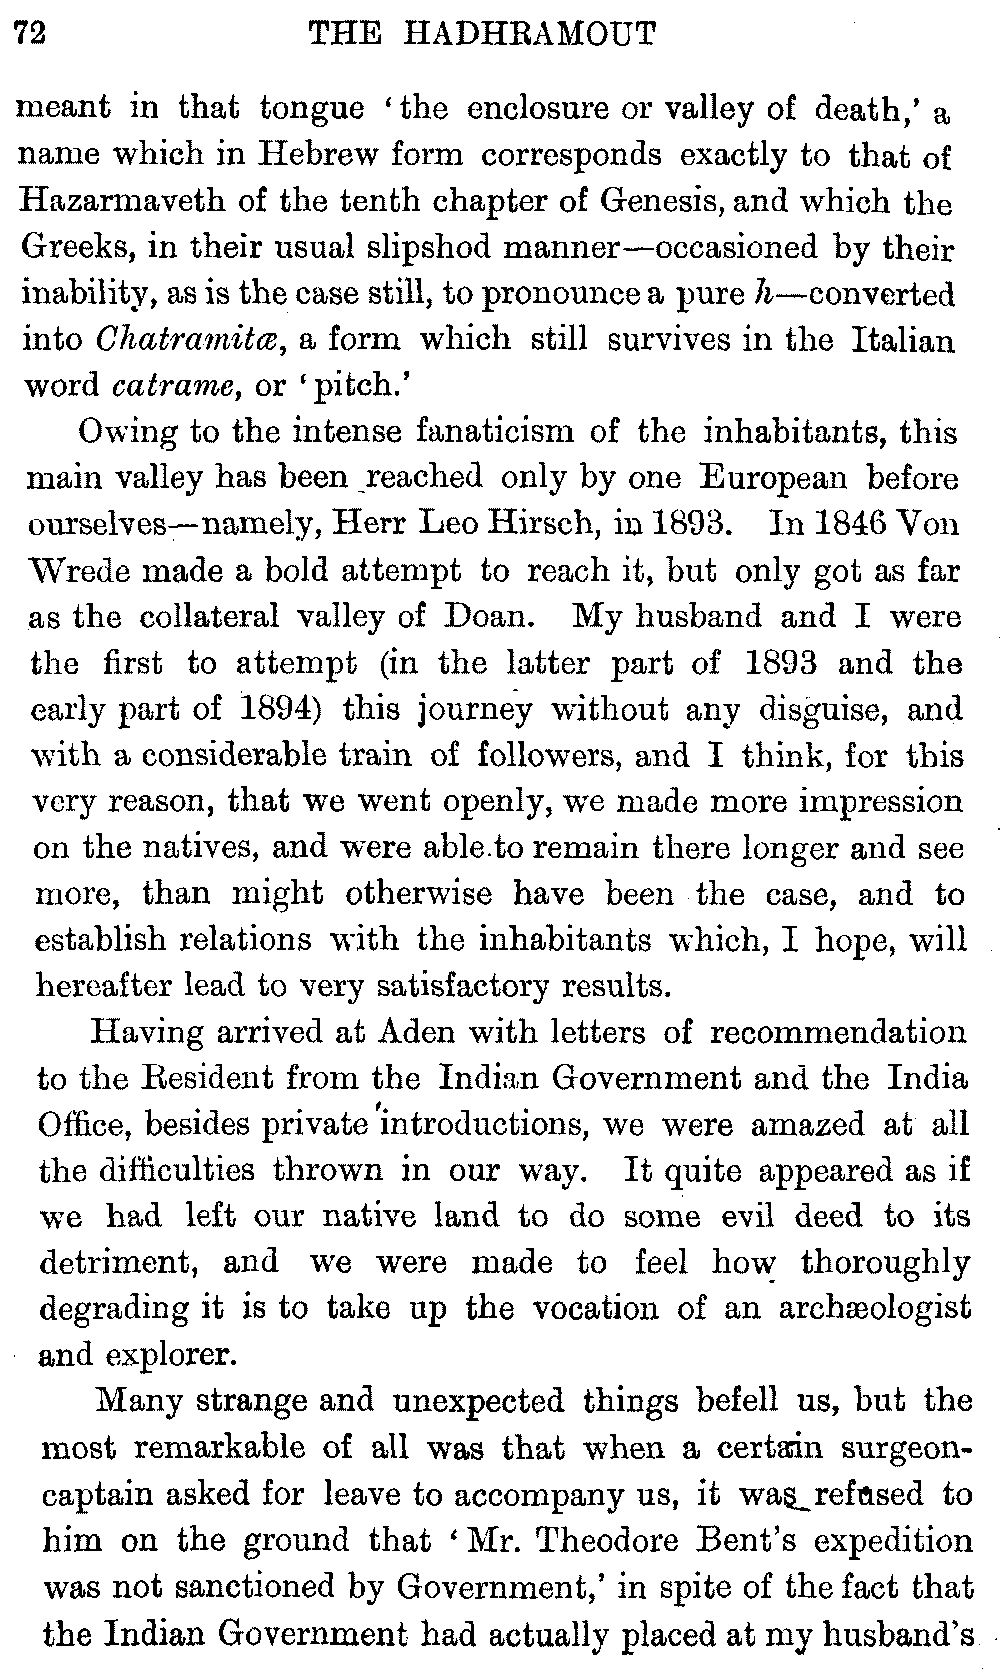 72 THE HADHRAMOUT
meant in that tongue ‘the enclosure or valley of death,’ a
name which in Hebrew form corresponds exactly to that of
Hazarmaveth of the tenth chapter of Genesis, and which the
Greeks, in their usual slipshod manner—occasioned by their
inability, as is the case still, to pronounce a pure h—converted
into Chatramitæ, a form which still survives in the Italian
word catrame, or ‘pitch.’
Owing to the intense fanaticism of the inhabitants, this
main valley has been reached only by one European before
ourselves—namely, Herr Leo Hirsch, in 1893. In 1846 Von
Wrede made a bold attempt to reach it, but only got as far
as the collateral valley of Doan. My husband and I were
the first to attempt (in the latter part of 1893 and the
early part of 1894) this journey without any disguise, and
with a considerable train of followers, and I think, for this
very reason, that we went openly, we made more impression
on the natives, and were able to remain there longer and see
more, than might otherwise have been the case, and to
establish relations with the inhabitants which, I hope, will
hereafter lead to very satisfactory results.
Having arrived at Aden with letters of recommendation
to the Resident from the Indian Government and the India
Office, besides private introductions, we were amazed at all
the difficulties thrown in our way. It quite appeared as if
we had left our native land to do some evil deed to its
detriment, and we were made to feel how thoroughly
degrading it is to take up the vocation of an archæologist
and explorer.
Many strange and unexpected things befell us, but the
most remarkable of all was that when a certain surgeon-
captain asked for leave to accompany us, it was refused to
him on the ground that ‘Mr. Theodore Bent’s expedition
was not sanctioned by Government,’ in spite of the fact that
the Indian Government had actually placed at my husband’s